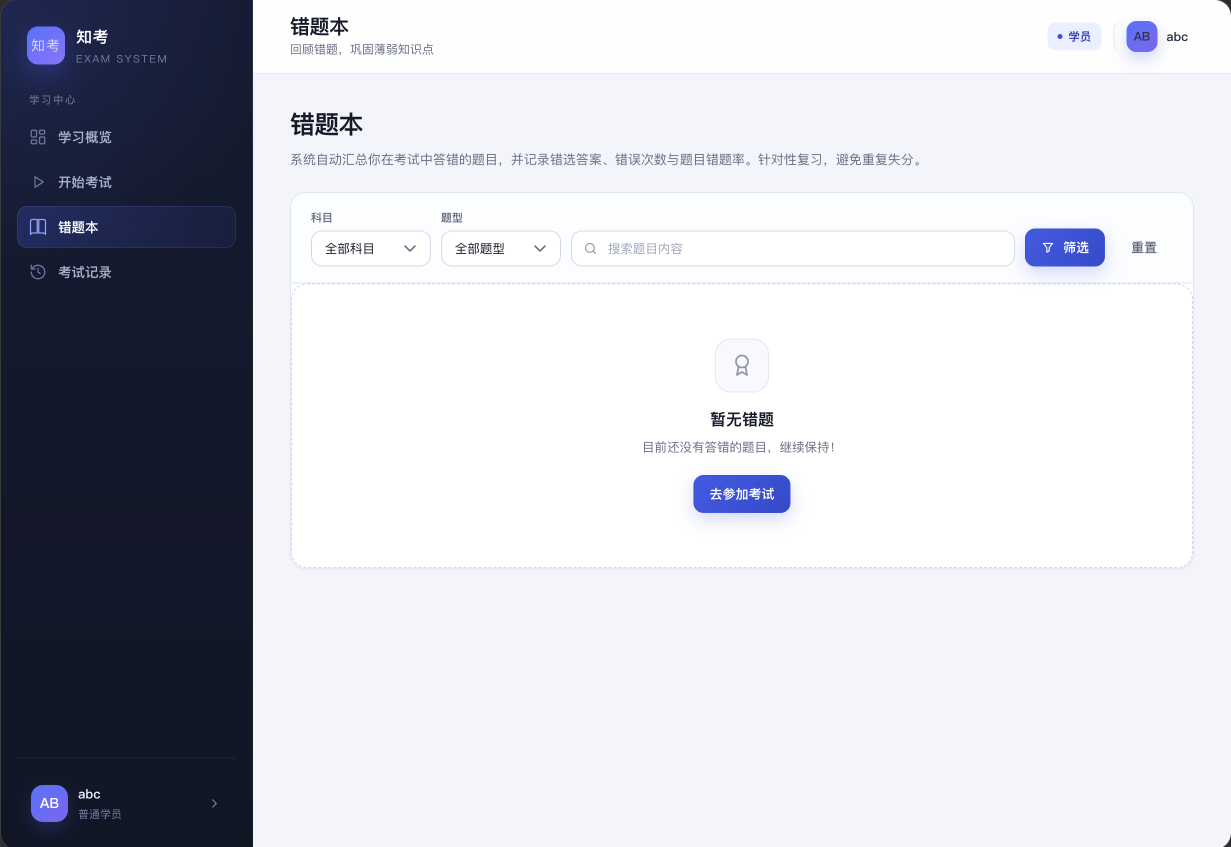 知考
知考
EXAM SYSTEM
学习中心
学习概览
开始考试
错题本
考试记录
AB
abc
普通学员
错题本
回顾错题，巩固薄弱知识点
学员
AB
abc
错题本
系统自动汇总你在考试中答错的题目，并记录错选答案、错误次数与题目错题率。针对性复习，避免重复失分。
科目
题型
全部科目
全部题型
搜索题目内容
筛选
重置
暂无错题
目前还没有答错的题目，继续保持！
去参加考试